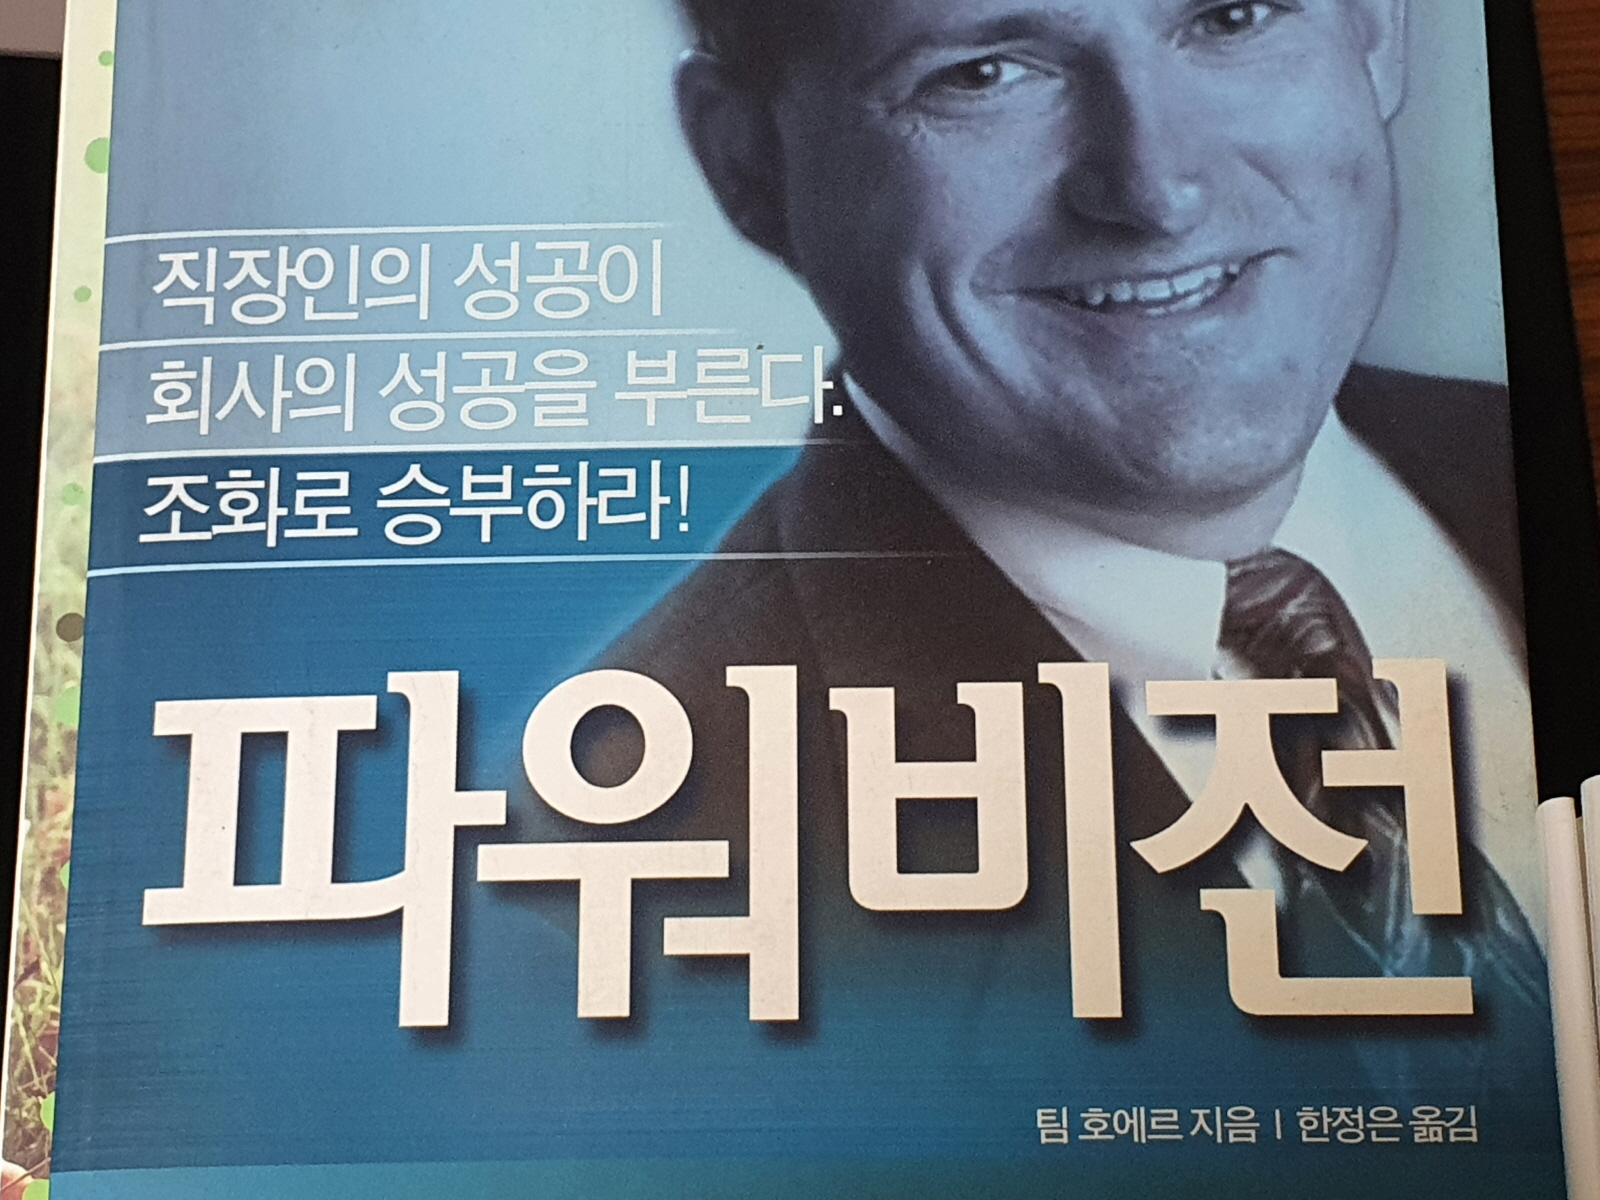 직장인의 성공이
회사의 성공을 부른다.
조화로 승부하라!
파워비전
팀 호에르 지음 | 한정은 옮김